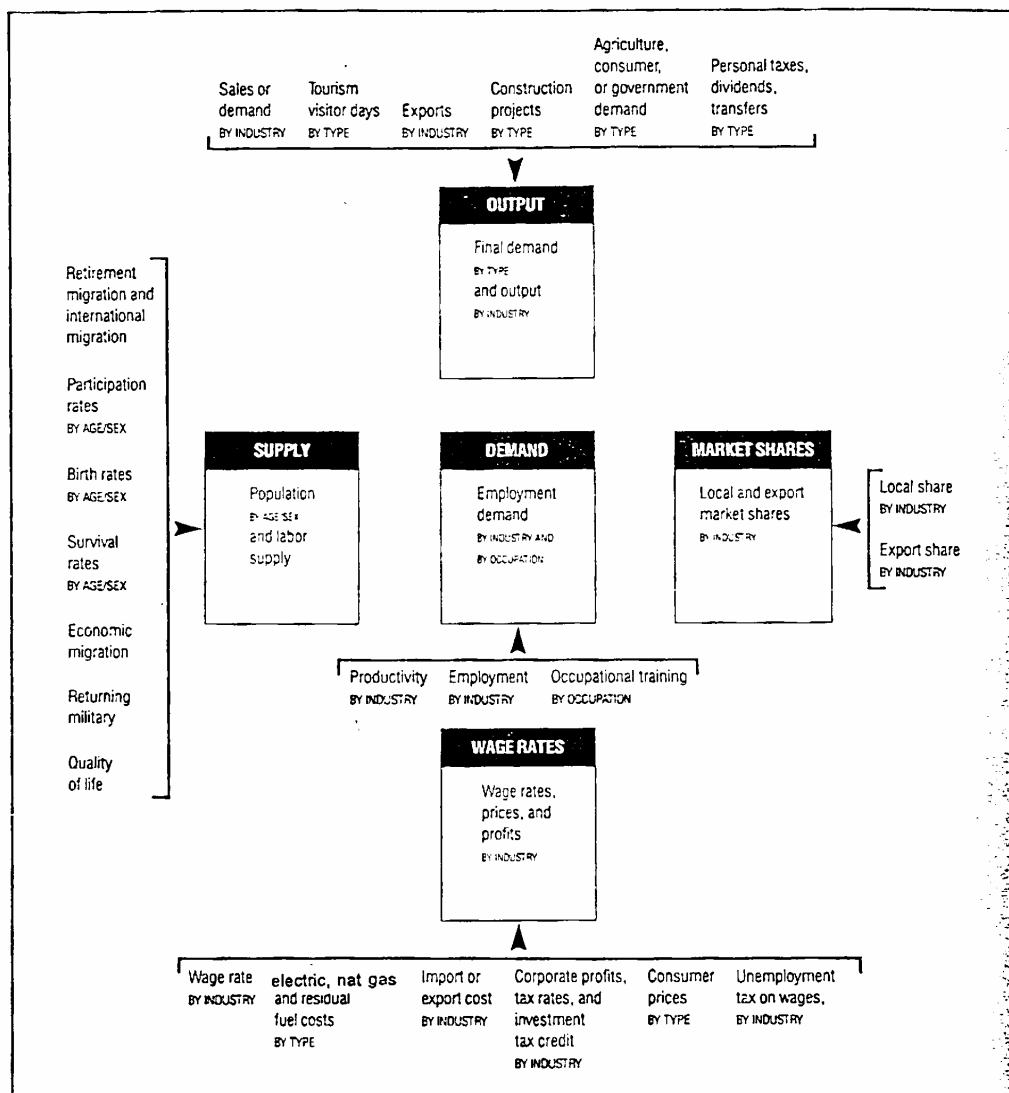 Sales or
demand
BY INDUSTRY
Tourism
visitor days
BY TYPE
Exports
BY INDUSTRY
Construction
projects
BY TYPE
Agriculture,
consumer,
or government
demand
BY TYPE
Personal taxes,
dividends,
transfers
BY TYPE
OUTPUT
Final demand
BY TYPE
and output
BY INDUSTRY
Retirement
migration and
international
migration
Participation
rates
BY AGE/SEX
Birth rates
BY AGE/SEX
Survival
rates
BY AGE/SEX
Economic
migration
Returning
military
Quality
of life
SUPPLY
Population
BY AGE/SEX
and labor
supply
DEMAND
Employment
demand
BY INDUSTRY AND
BY OCCUPATION
MARKET SHARES
Local and export
market shares
BY INDUSTRY
Local share
BY INDUSTRY
Export share
BY INDUSTRY
Productivity
BY INDUSTRY
Employment
BY INDUSTRY
Occupational training
BY OCCUPATION
WAGE RATES
Wage rates,
prices, and
profits
BY INDUSTRY
Wage rate
BY INDUSTRY
electric, nat gas
and residual
fuel costs
BY TYPE
Import or
export cost
BY INDUSTRY
Corporate profits,
tax rates, and
investment
tax credit
BY INDUSTRY
Consumer
prices
BY TYPE
Unemployment
tax on wages,
BY INDUSTRY